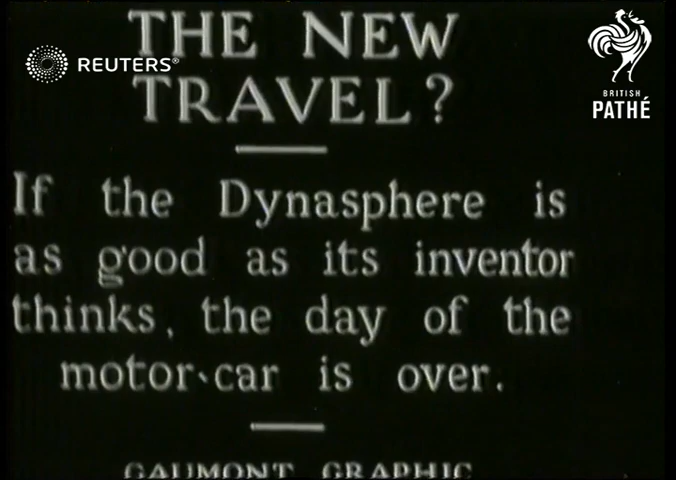 THE NEW
TRAVEL?
REUTERS®
BRITISH
PATHÉ
If the Dynasphere is
as good as its inventor
thinks, the day of the
motor-car is over.
GAUMONT GRAPHIC